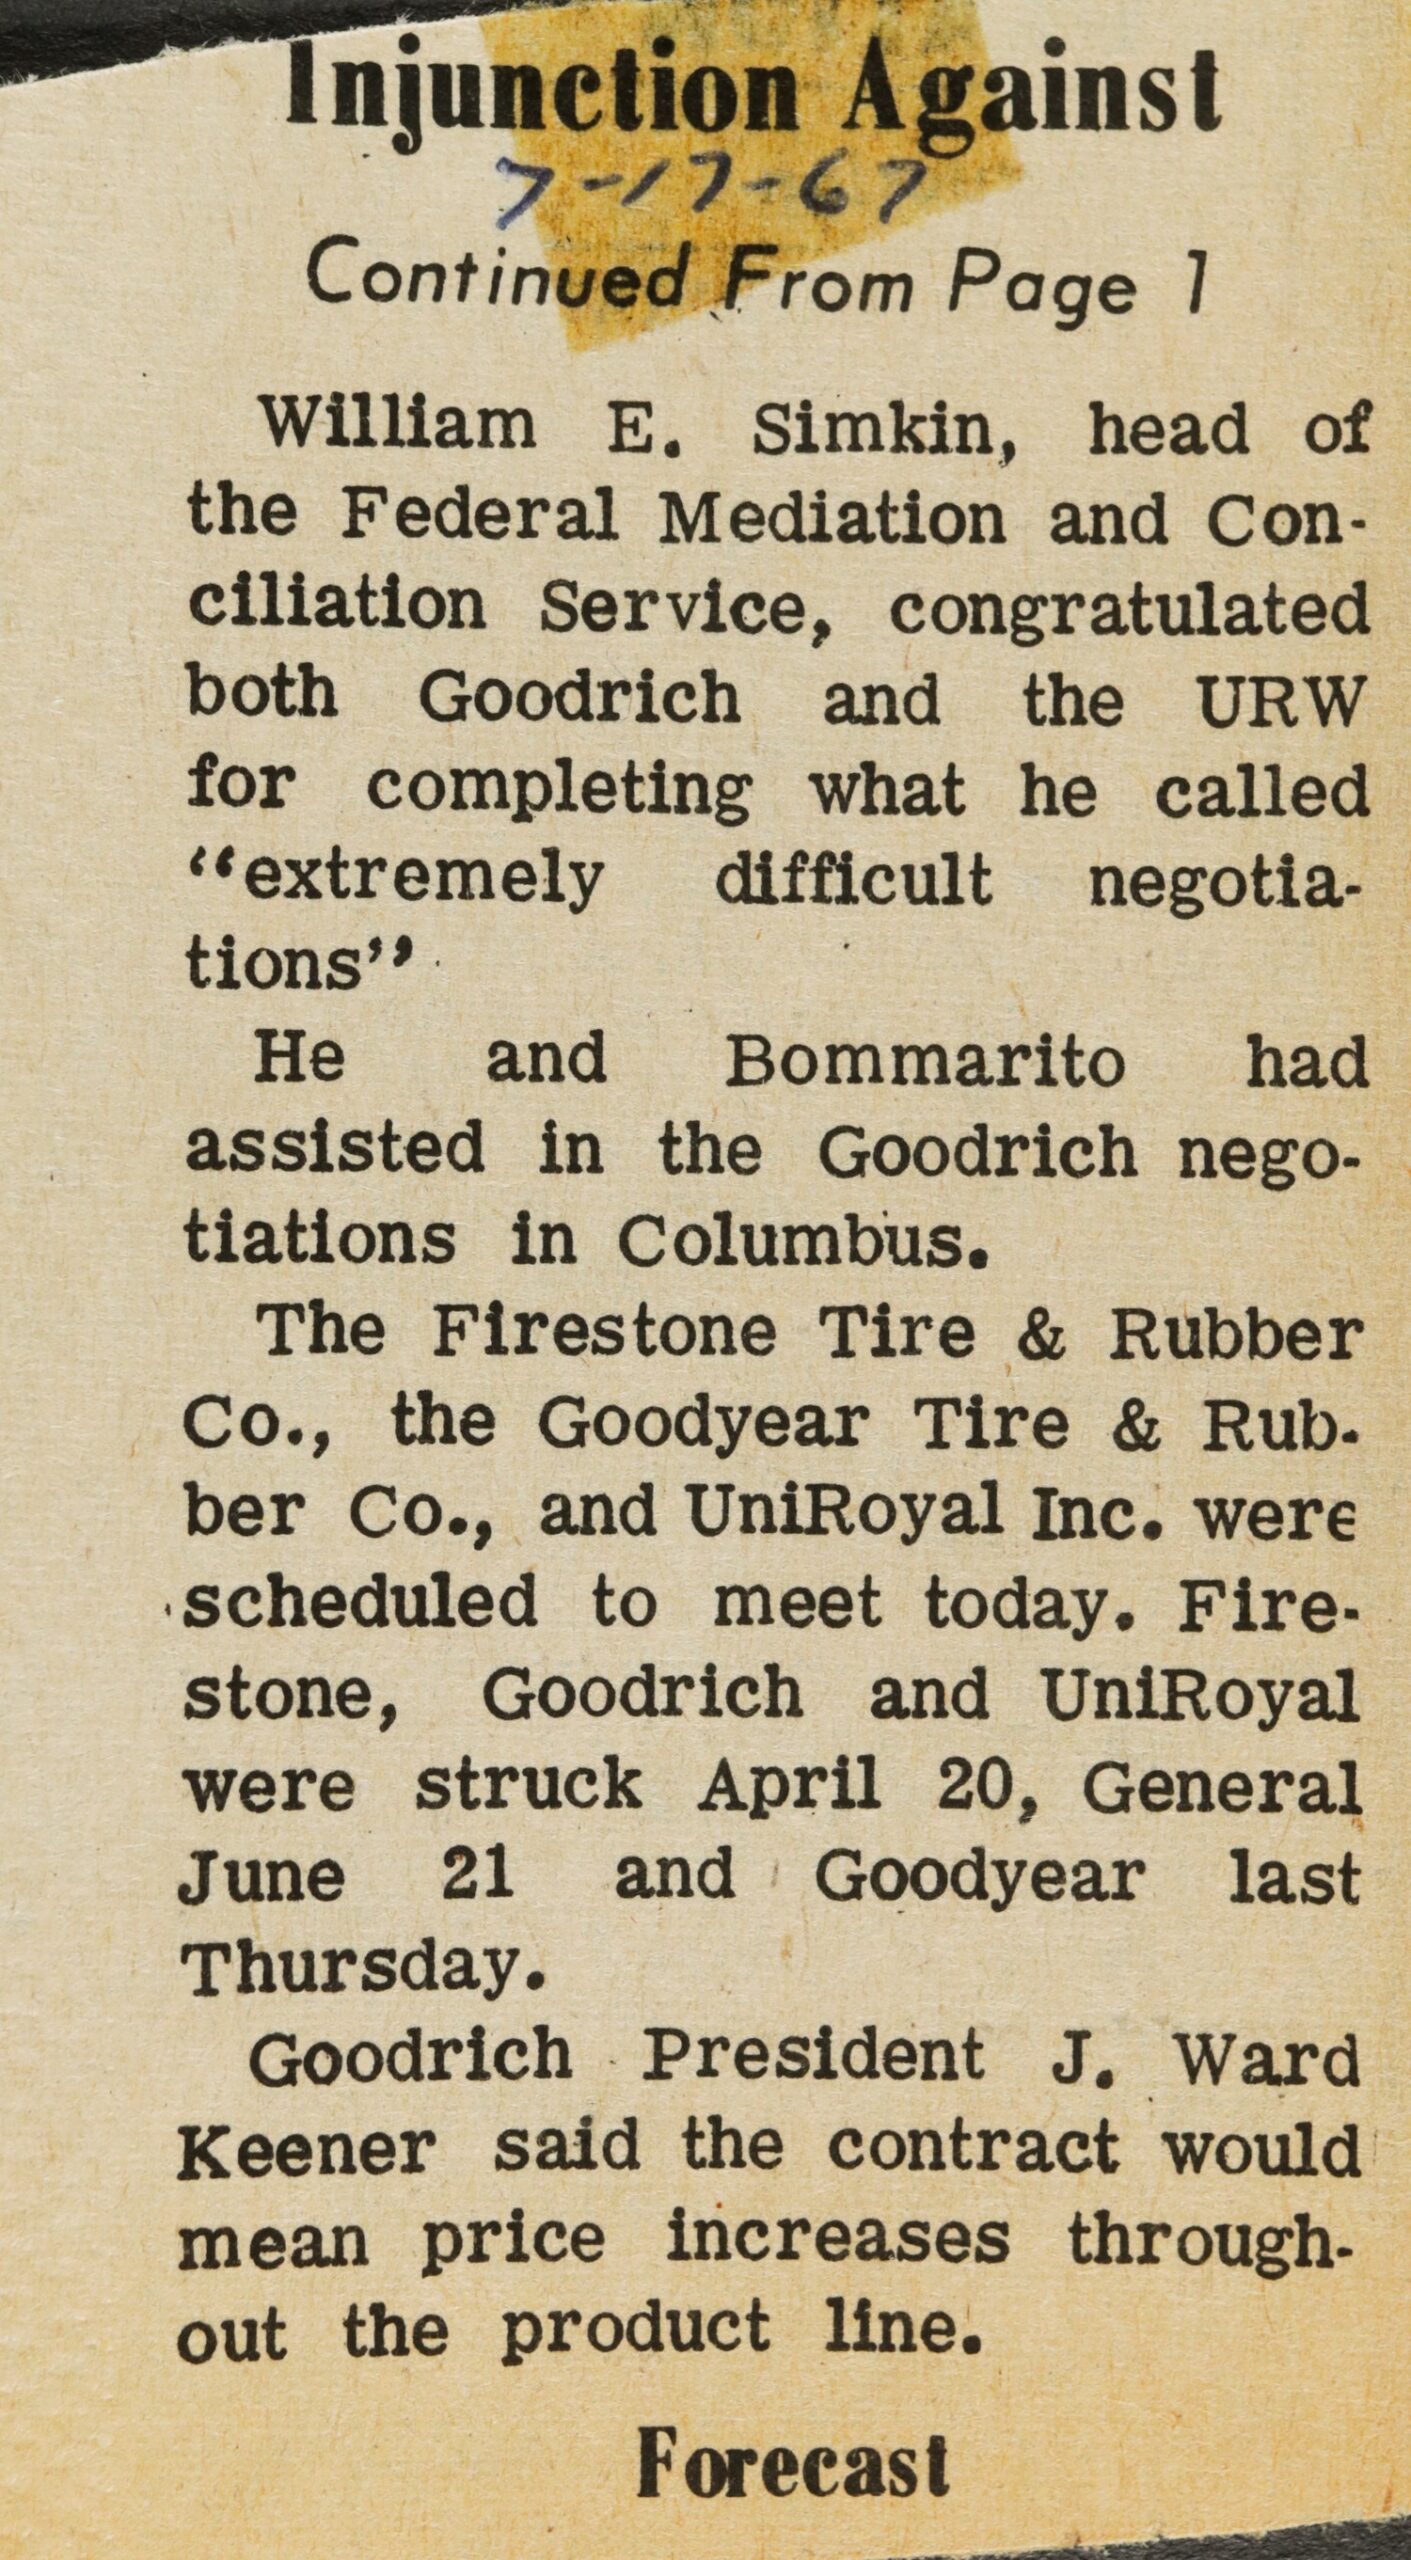 Injunction Against
7-17-67
Continued From Page 1
William E. Simkin, head of
the Federal Mediation and Con-
ciliation Service, congratulated
both Goodrich and the URW
for completing what he called
“extremely difficult negotia-
tions”
He and Bommarito had
assisted in the Goodrich nego-
tiations in Columbus.
The Firestone Tire & Rubber
Co., the Goodyear Tire & Rub-
ber Co., and UniRoyal Inc. were
scheduled to meet today. Fire-
stone, Goodrich and UniRoyal
were struck April 20, General
June 21 and Goodyear last
Thursday.
Goodrich President J. Ward
Keener said the contract would
mean price increases through-
out the product line.
Forecast